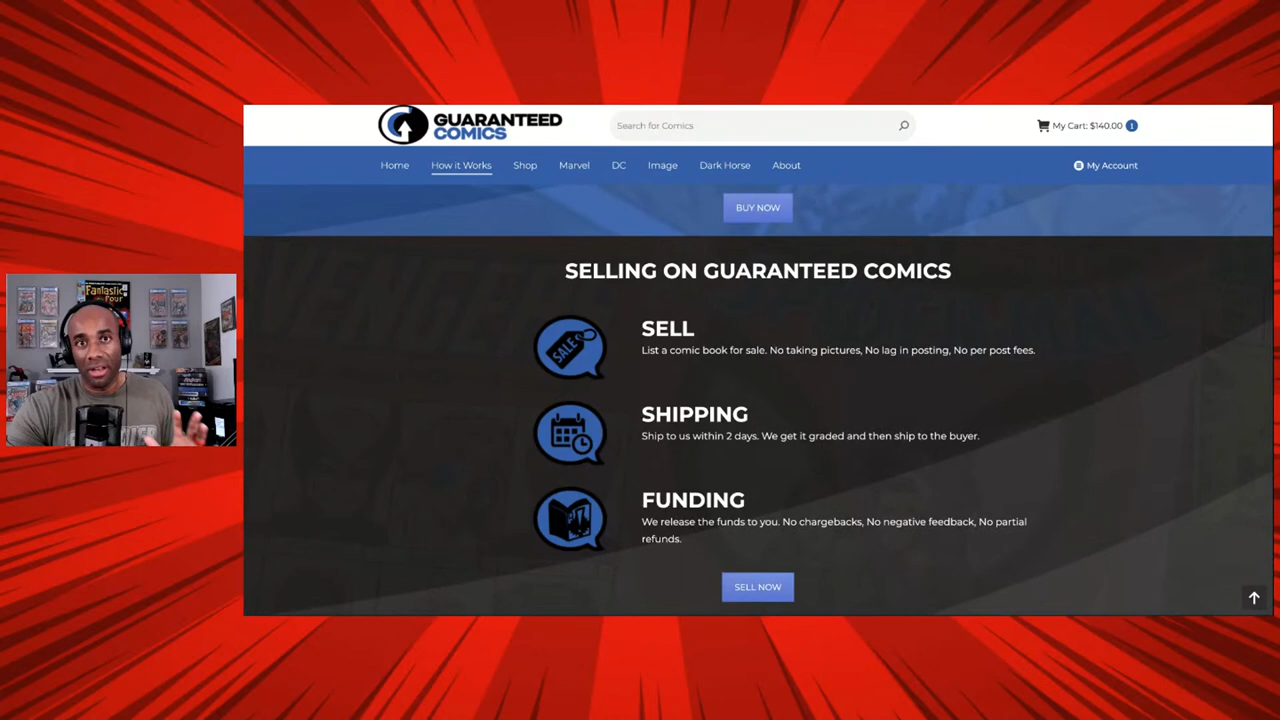 GUARANTEED
COMICS
Search for Comics
My Cart: $140.00 1
Home How it Works Shop Marvel DC Image Dark Horse About My Account
BUY NOW
SELLING ON GUARANTEED COMICS
SALE
SELL
List a comic book for sale. No taking pictures, No lag in posting, No per post fees.
SHIPPING
Ship to us within 2 days. We get it graded and then ship to the buyer.
FUNDING
We release the funds to you. No chargebacks, No negative feedback, No partial
refunds.
SELL NOW
Fantastic
Four